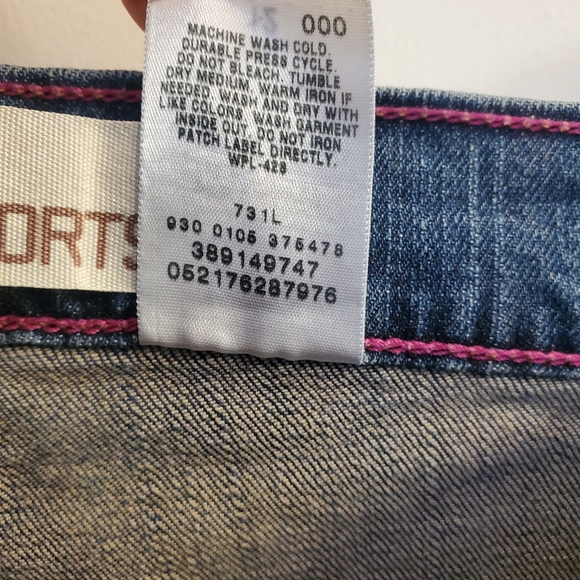 000
MACHINE WASH COLD.
DURABLE PRESS CYCLE.
DO NOT BLEACH. TUMBLE
DRY MEDIUM. WARM IRON IF
NEEDED. WASH AND DRY WITH
LIKE COLORS. WASH GARMENT
INSIDE OUT. DO NOT IRON
PATCH LABEL DIRECTLY.
WPL-428
731L
930 0105 375478
389149747
052176287976
ORTS